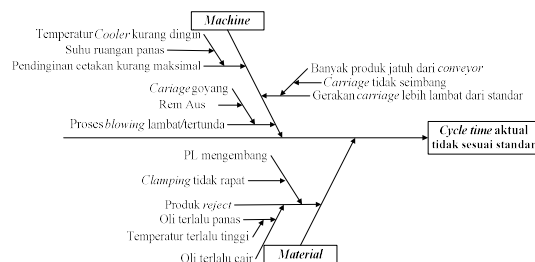 Machine
Temperatur Cooler kurang dingin
Suhu ruangan panas
Pendinginan cetakan kurang maksimal
Banyak produk jatuh dari conveyor
Carriage tidak seimbang
Gerakan carriage lebih lambat dari standar
Cariage goyang
Rem Aus
Proses blowing lambat/tertunda
Cycle time aktual
tidak sesuai standar
PL mengembang
Clamping tidak rapat
Produk reject
Oli terlalu panas
Temperatur terlalu tinggi
Oli terlalu cair
Material